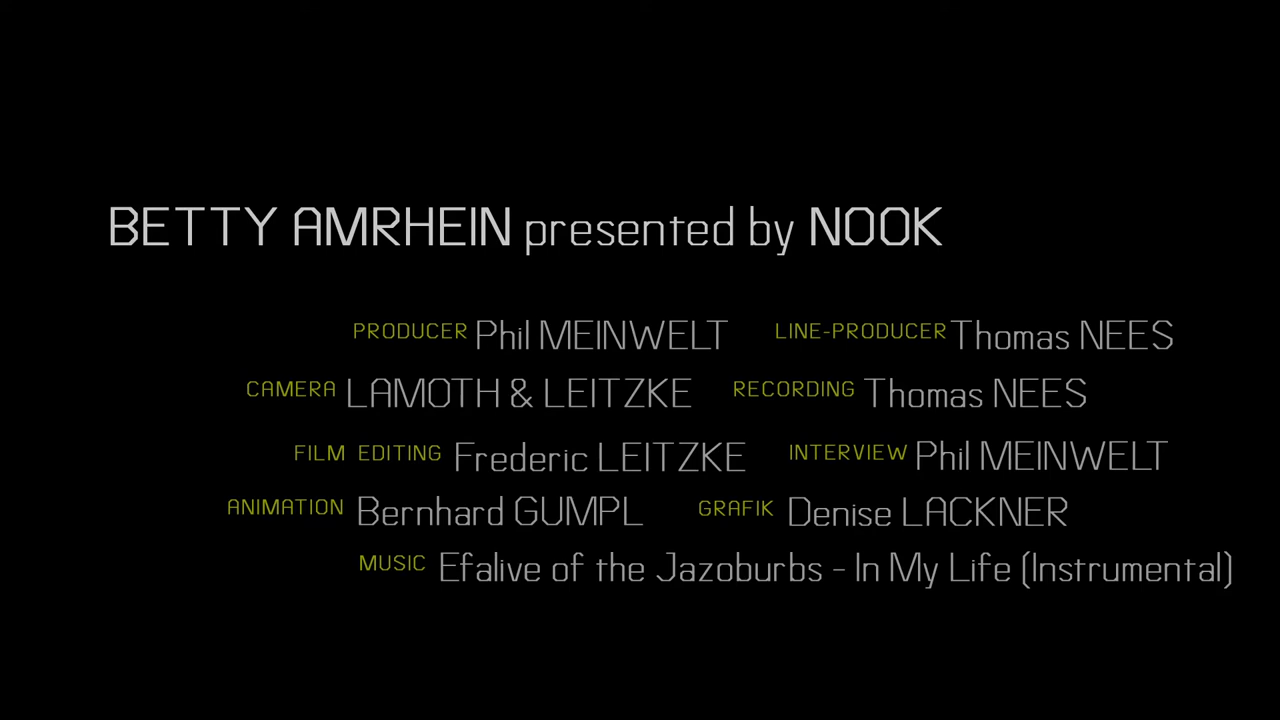 BETTY AMRHEIN presented by NOOK
PRODUCER Phil MEINWELT LINE-PRODUCER Thomas NEES
CAMERA LAMOTH & LEITZKE RECORDING Thomas NEES
FILM EDITING Frederic LEITZKE INTERVIEW Phil MEINWELT
ANIMATION Bernhard GUMPL GRAFIK Denise LACKNER
MUSIC Efalive of the Jazoburbs - In My Life (Instrumental)